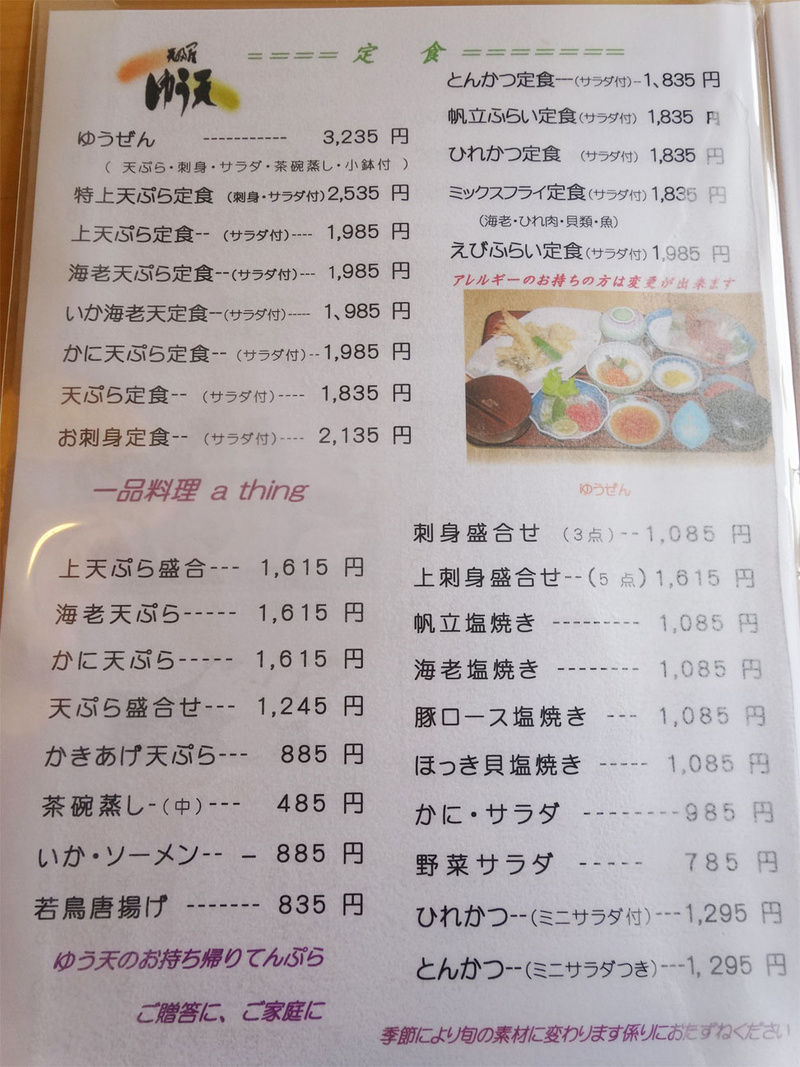 天麩羅
ゆう天
==== 定 食 =======
ゆうぜん ----------- 3,235 円
( 天ぷら・刺身・サラダ・茶碗蒸し・小鉢付 )
特上天ぷら定食 (刺身・サラダ付)2,535 円
上天ぷら定食-- (サラダ付)---- 1,985 円
海老天ぷら定食--(サラダ付)--- 1,985 円
いか海老天定食--(サラダ付)----- 1、985 円
かに天ぷら定食-- (サラダ付)--1,985 円
天ぷら定食-- (サラダ付)---- 1,835 円
お刺身定食-- (サラダ付)---- 2,135 円
とんかつ定食--(サラダ付)--1、835 円
帆立ふらい定食(サラダ付) 1,835 円
ひれかつ定食 (サラダ付) 1,835 円
ミックスフライ定食(サラダ付)1,835 円
(海老・ひれ肉・貝類・魚)
えびふらい定食(サラダ付)1,985 円
アレルギーのお持ちの方は変更が出来ます
ゆうぜん
一品料理 a thing
上天ぷら盛合--- 1,615 円
海老天ぷら----- 1,615 円
かに天ぷら----- 1,615 円
天ぷら盛合せ--- 1,245 円
かきあげ天ぷら--- 885 円
茶碗蒸し-(中)--- 485 円
いか・ソーメン-- – 885 円
若鳥唐揚げ ------- 835 円
ゆう天のお持ち帰りてんぷら
ご贈答に、ご家庭に
刺身盛合せ (3点)--1,085 円
上刺身盛合せ--(5 点)1,615 円
帆立塩焼き --------- 1,085 円
海老塩焼き -------- 1,085 円
豚ロース塩焼き --- 1,085 円
ほっき貝塩焼き ----- 1,085 円
かに・サラダ --------985 円
野菜サラダ ----- 785 円
ひれかつ--(ミニサラダ付)---1,295 円
とんかつ--(ミニサラダつき)---1,295 円
季節により旬の素材に変わります係りにおたずねください